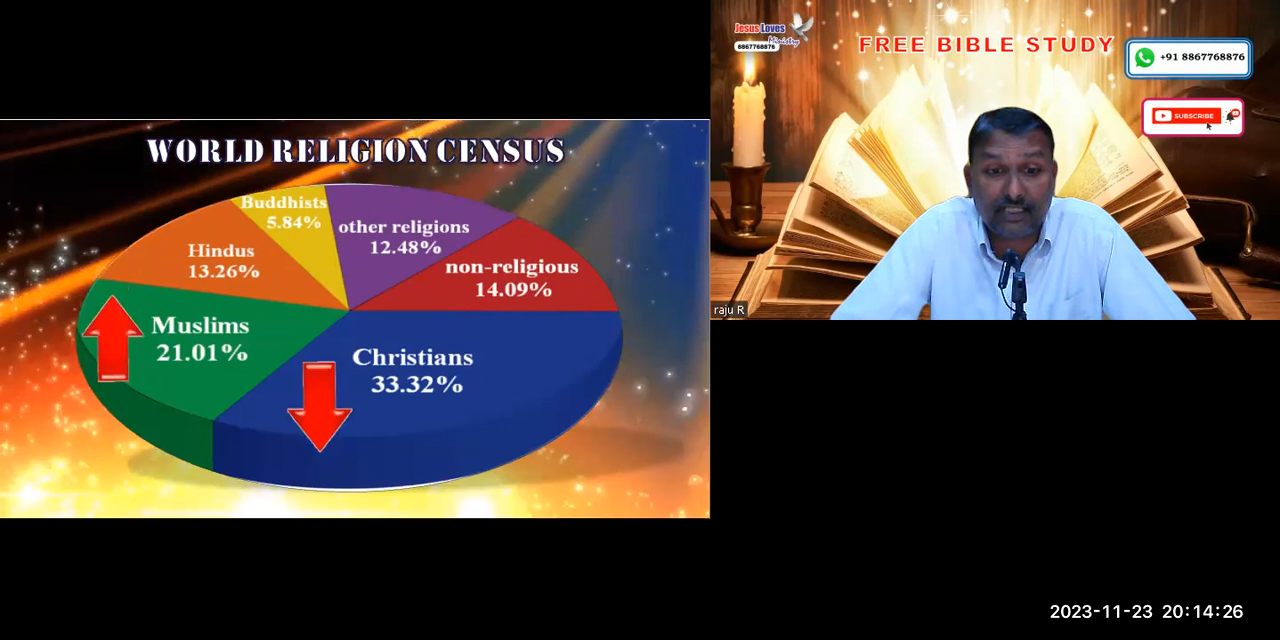 WORLD RELIGION CENSUS
Buddhists
5.84%
other religions
12.48%
Hindus
13.26%
non-religious
14.09%
Muslims
21.01%
Christians
33.32%
Jesus Loves
Ministry
8867768876
FREE BIBLE STUDY
+91 8867768876
SUBSCRIBE
raju R
2023-11-23 20:14:26